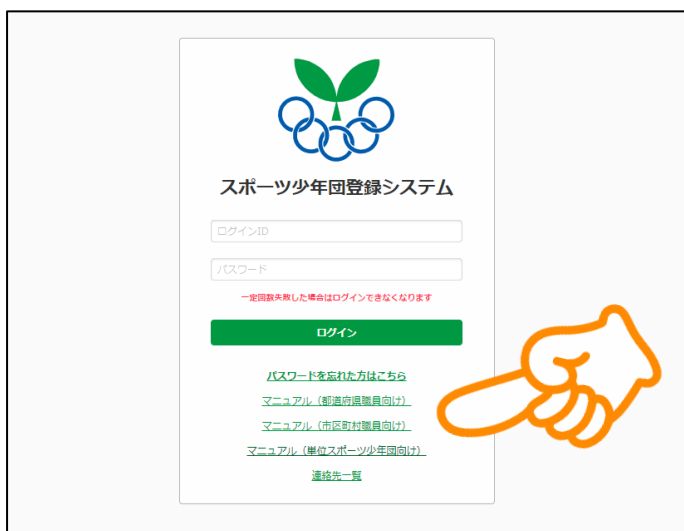 スポーツ少年団登録システム
ログインID
パスワード
一定回数失敗した場合はログインできなくなります
ログイン
パスワードを忘れた方はこちら
マニュアル（都道府県職員向け）
マニュアル（市区町村職員向け）
マニュアル（単位スポーツ少年団向け）
連絡先一覧